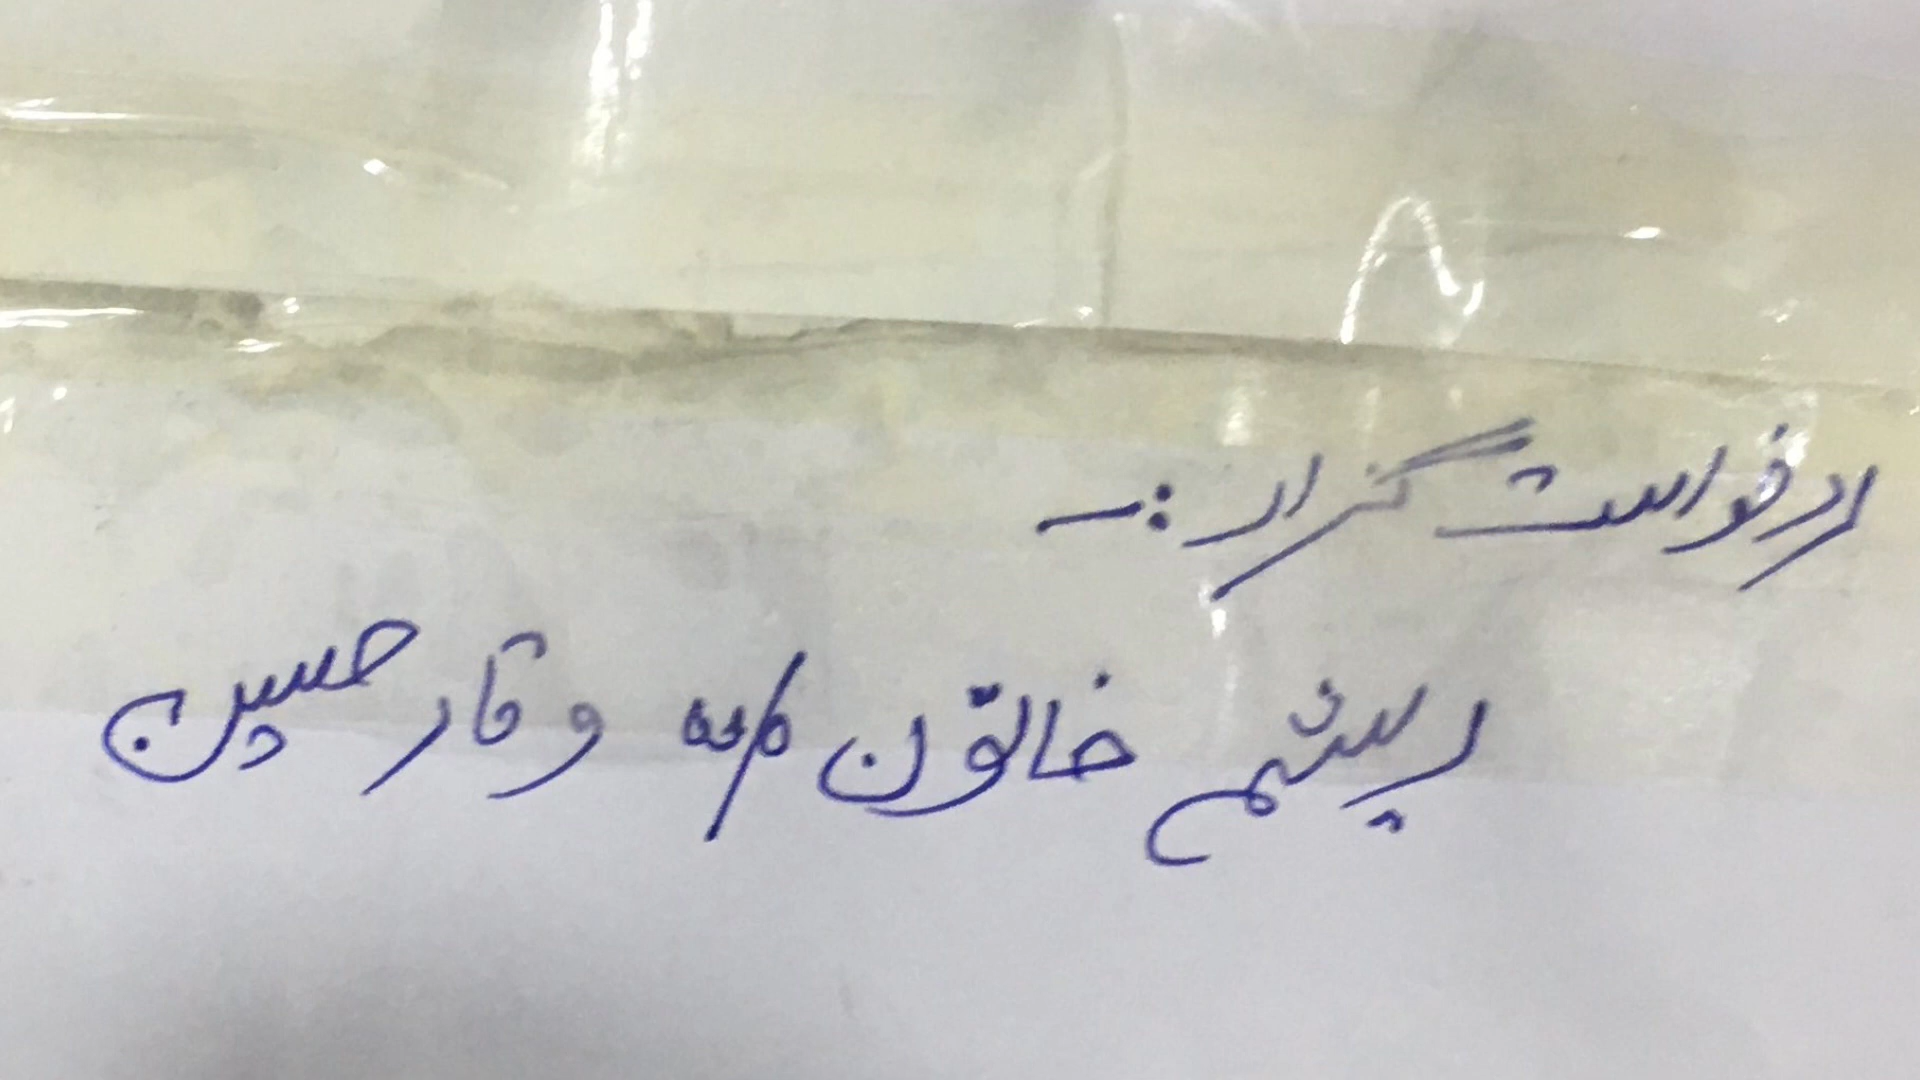 درخواست گزار :-
ریشم خاتون w/o وقار حسین